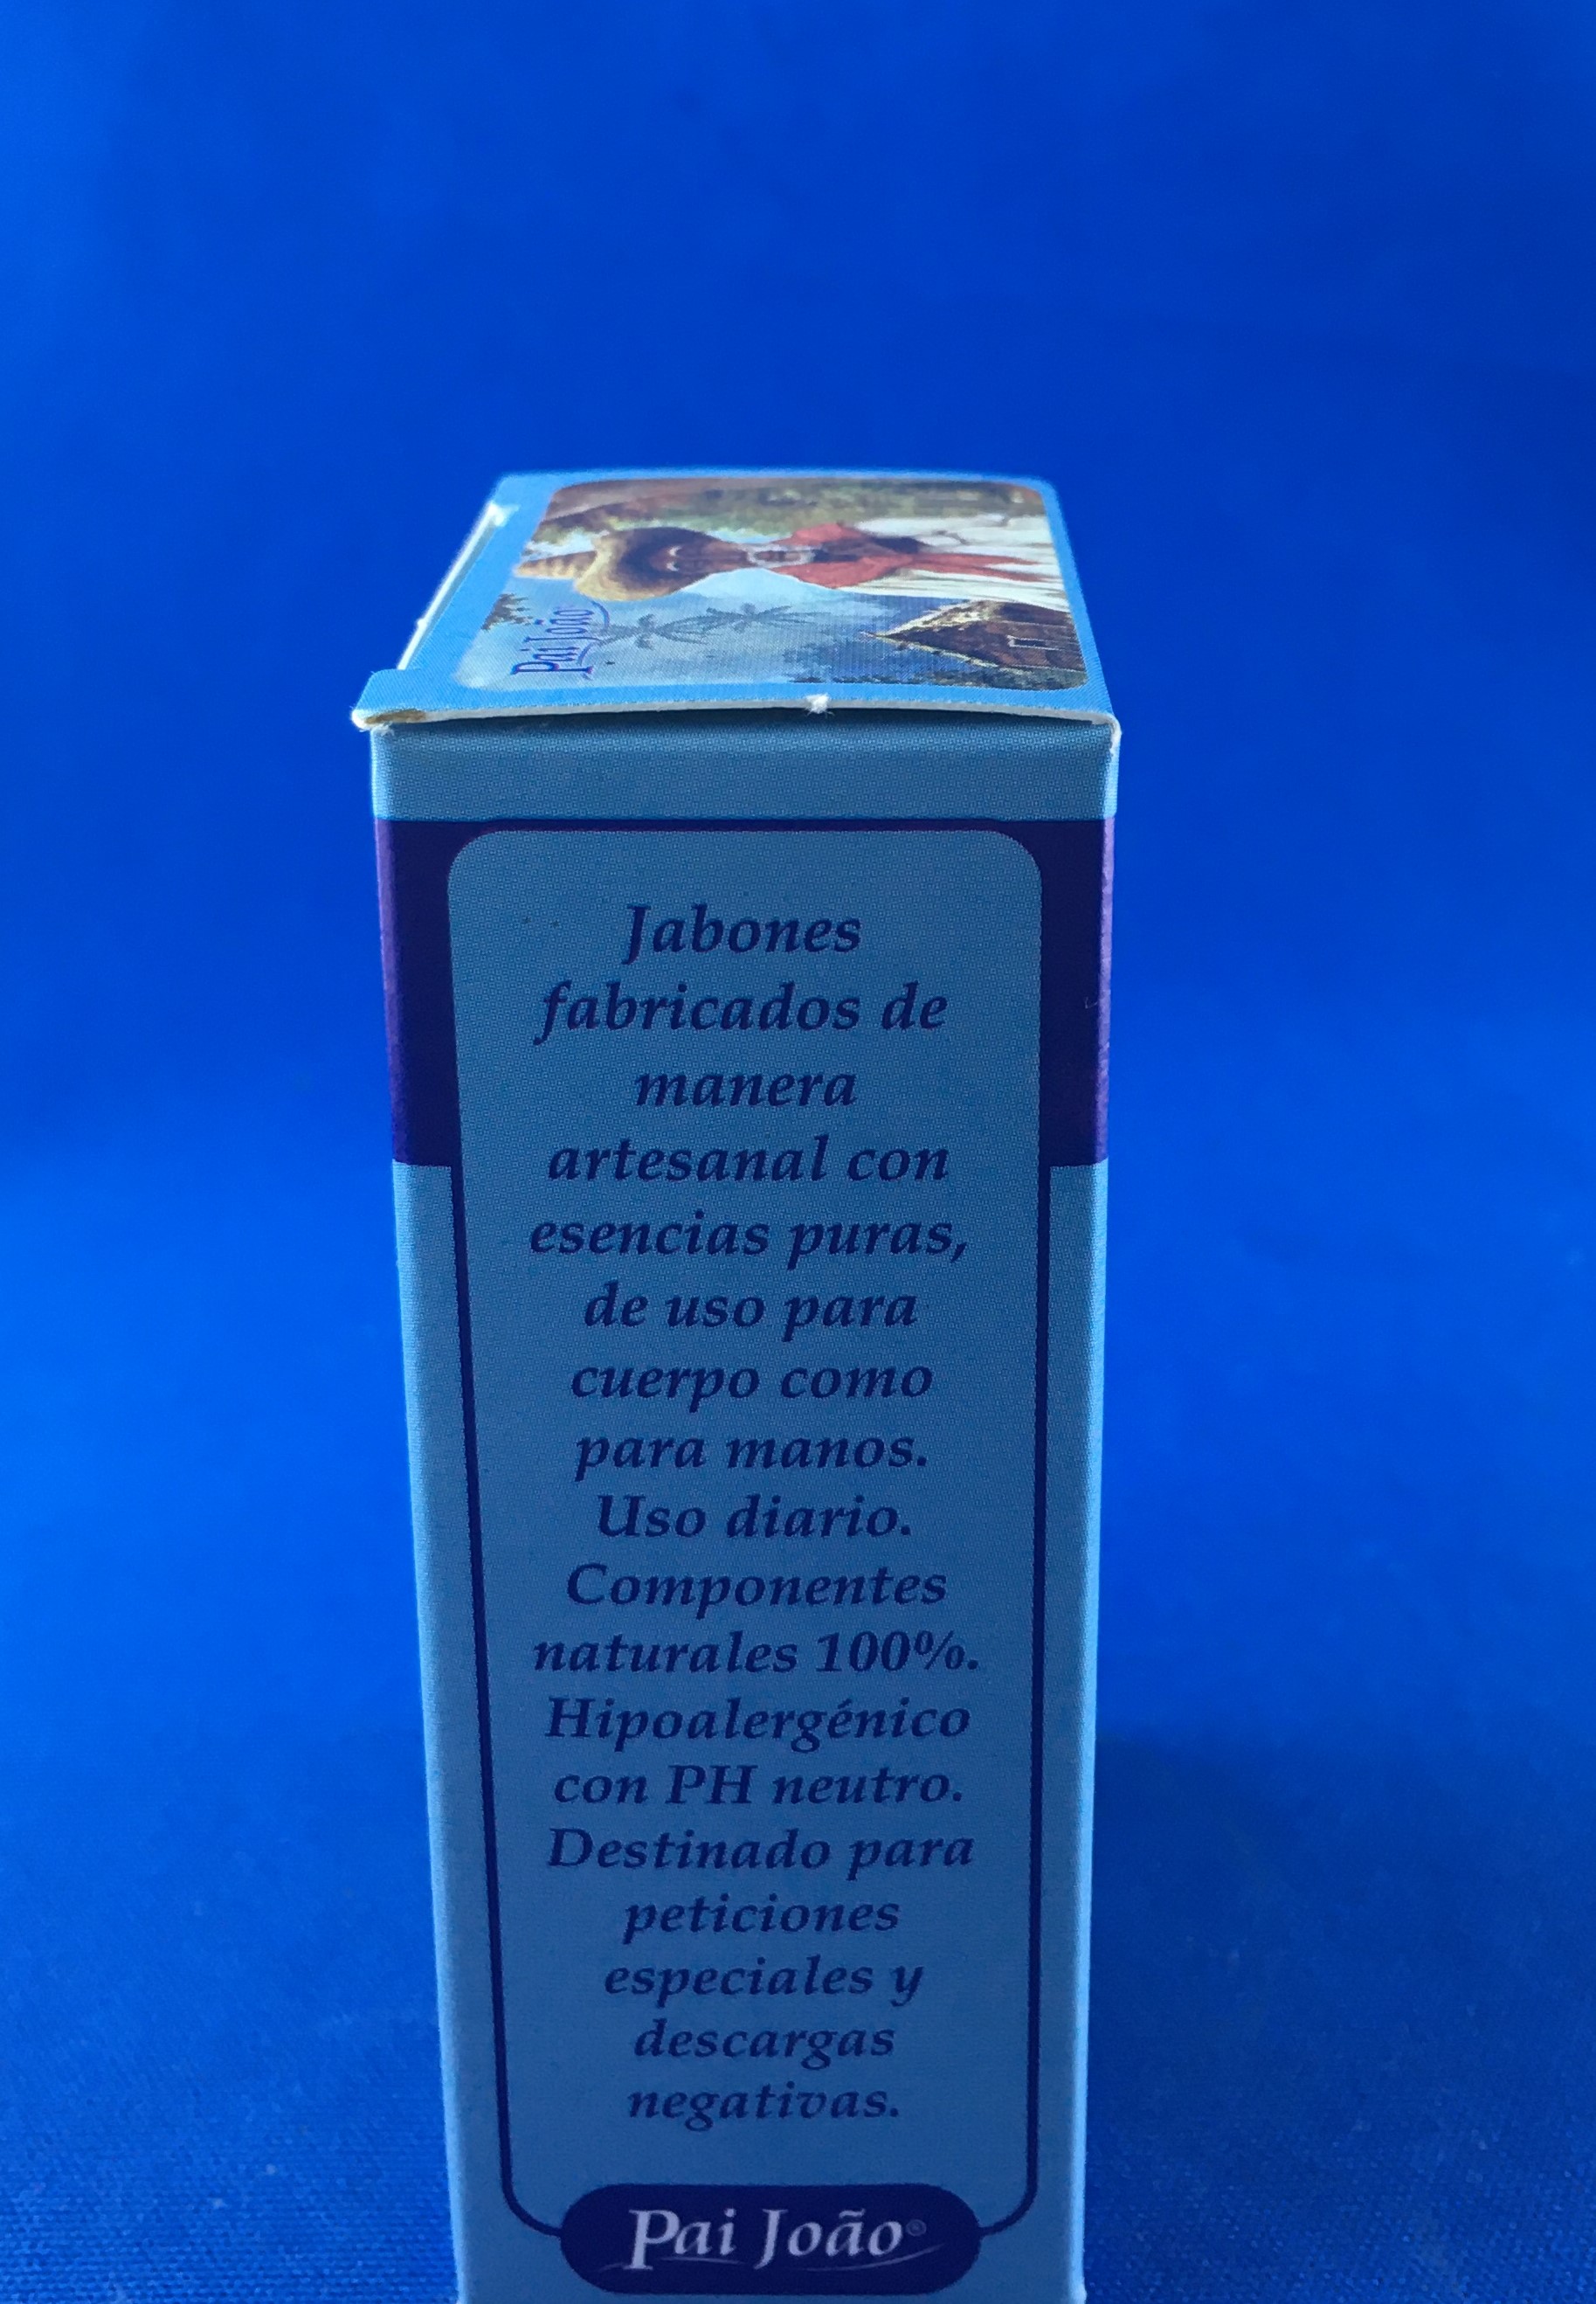 Pai João
Jabones
fabricados de
manera
artesanal con
esencias puras,
de uso para
cuerpo como
para manos.
Uso diario.
Componentes
naturales 100%.
Hipoalergénico
con PH neutro.
Destinado para
peticiones
especiales y
descargas
negativas.
Pai João®